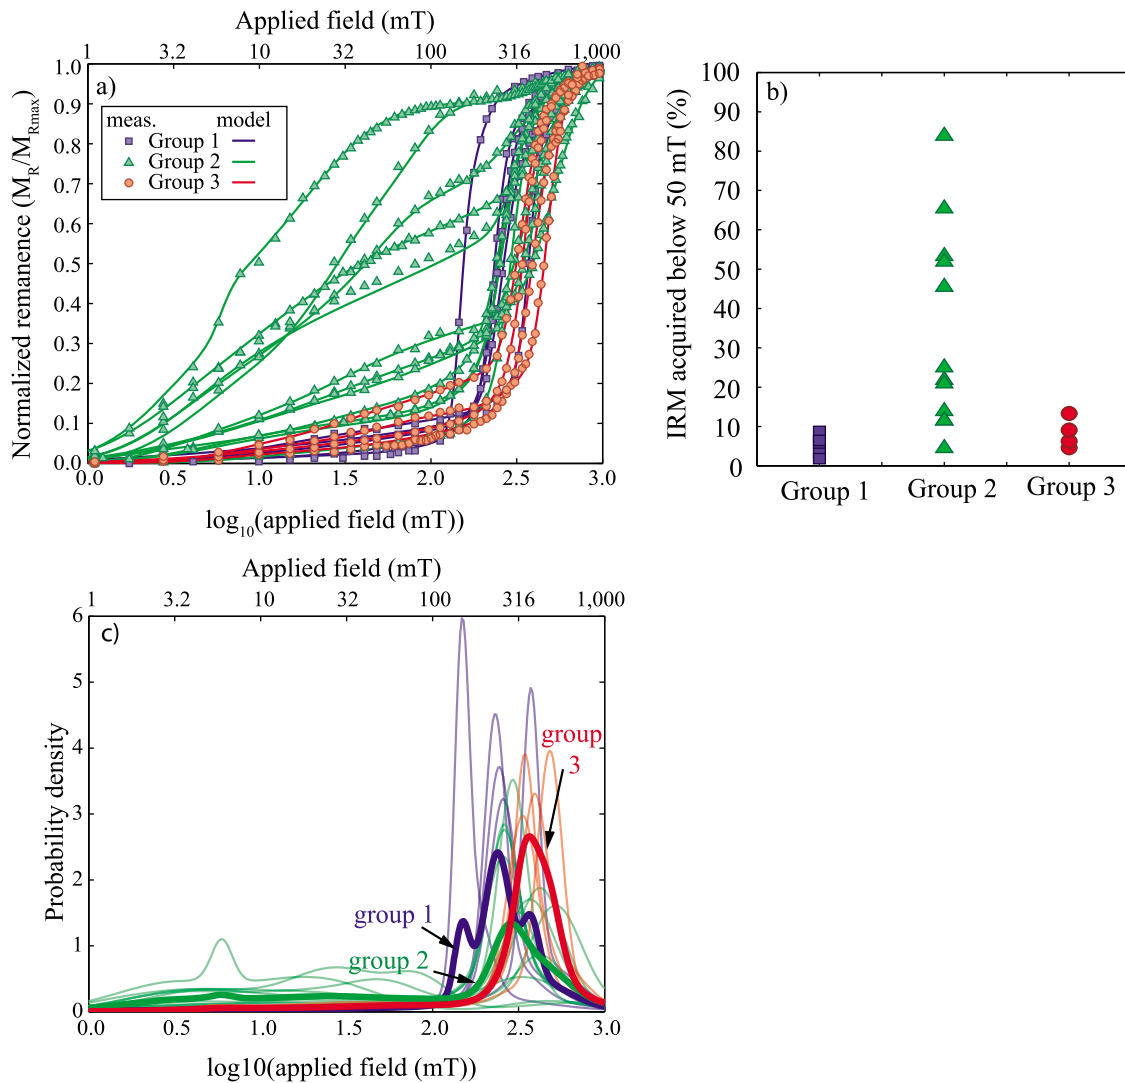 Applied field (mT)
1 3.2 10 32 100 316 1,000
a)
meas. model
Group 1
Group 2
Group 3
Normalized remanence (M_R/M_Rmax)
1.0
0.9
0.8
0.7
0.6
0.5
0.4
0.3
0.2
0.1
0.0
0.0 0.5 1.0 1.5 2.0 2.5 3.0
log10(applied field (mT))
b)
IRM acquired below 50 mT (%)
100
90
80
70
60
50
40
30
20
10
0
Group 1 Group 2 Group 3
Applied field (mT)
1 3.2 10 32 100 316 1,000
c)
Probability density
6
5
4
3
2
1
0
group
3
group 1
group 2
0.0 0.5 1.0 1.5 2.0 2.5 3.0
log10(applied field (mT))